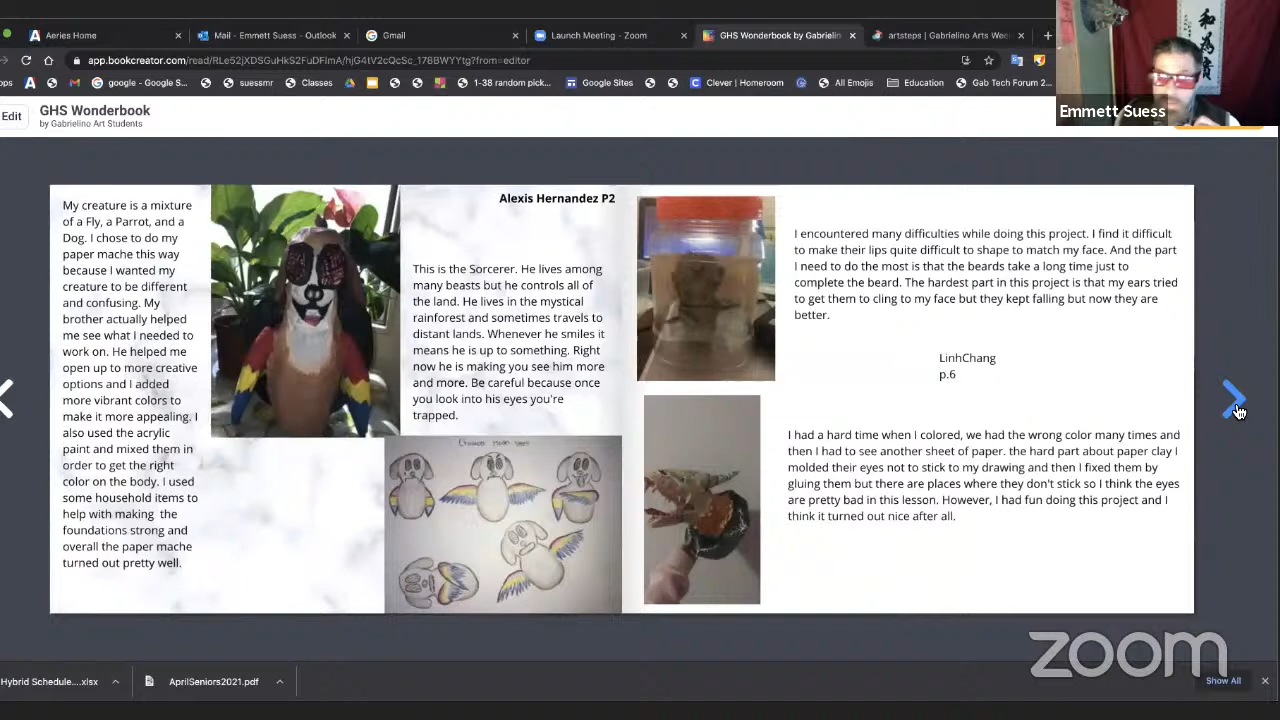 Aeries Home
Mail - Emmett Suess - Outlook
Gmail
Launch Meeting - Zoom
GHS Wonderbook by Gabrielin
artsteps | Gabrielino Arts Wee
app.bookcreator.com/read/
google - Google S...
suessmr
Classes
1-38 random pick...
Google Sites
Clever | Homeroom
All Emojis
Education
Gab Tech Forum 2...
Emmett Suess
和為貴
Edit
GHS Wonderbook
by Gabrielino Art Students
My creature is a mixture
of a Fly, a Parrot, and a
Dog. I chose to do my
paper mache this way
because I wanted my
creature to be different
and confusing. My
brother actually helped
me see what I needed to
work on. He helped me
open up to more creative
options and I added
more vibrant colors to
make it more appealing. I
also used the acrylic
paint and mixed them in
order to get the right
color on the body. I used
some household items to
help with making the
foundations strong and
overall the paper mache
turned out pretty well.
Alexis Hernandez P2
This is the Sorcerer. He lives among
many beasts but he controls all of
the land. He lives in the mystical
rainforest and sometimes travels to
distant lands. Whenever he smiles it
means he is up to something. Right
now he is making you see him more
and more. Be careful because once
you look into his eyes you're
trapped.
I encountered many difficulties while doing this project. I find it difficult
to make their lips quite difficult to shape to match my face. And the part
I need to do the most is that the beards take a long time just to
complete the beard. The hardest part in this project is that my ears tried
to get them to cling to my face but they kept falling but now they are
better.
LinhChang
p.6
I had a hard time when I colored, we had the wrong color many times and
then I had to see another sheet of paper. the hard part about paper clay I
molded their eyes not to stick to my drawing and then I fixed them by
gluing them but there are places where they don't stick so I think the eyes
are pretty bad in this lesson. However, I had fun doing this project and I
think it turned out nice after all.
zoom
Hybrid Schedule....xlsx
AprilSeniors2021.pdf
Show All